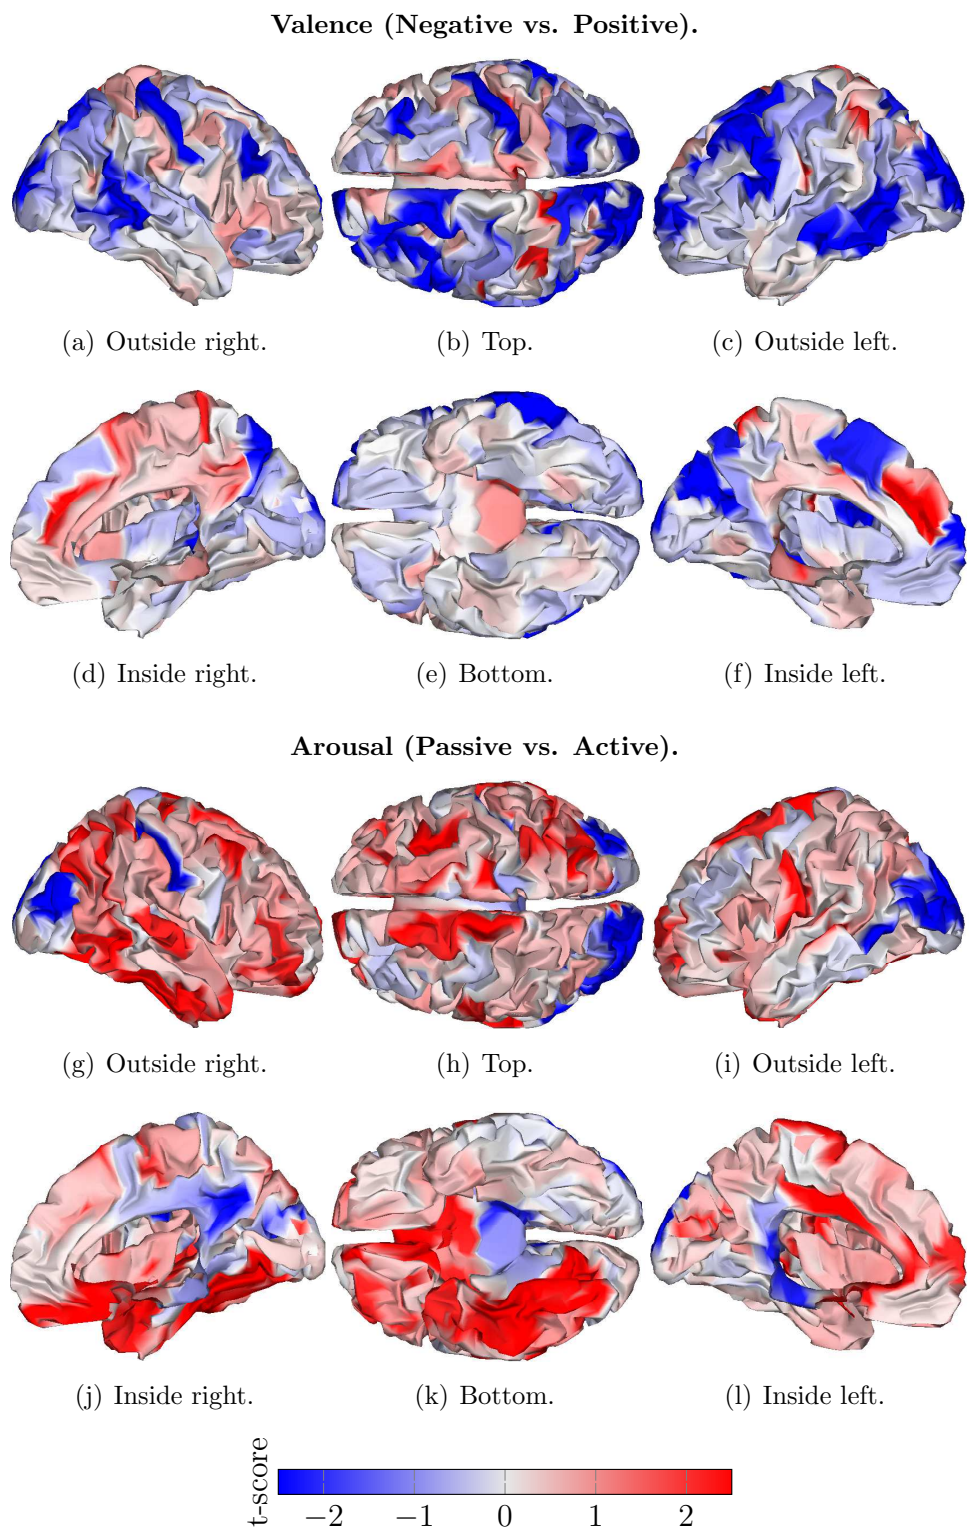 Valence (Negative vs. Positive).
(a) Outside right.
(b) Top.
(c) Outside left.
(d) Inside right.
(e) Bottom.
(f) Inside left.
Arousal (Passive vs. Active).
(g) Outside right.
(h) Top.
(i) Outside left.
(j) Inside right.
(k) Bottom.
(l) Inside left.
t-score
−2 −1 0 1 2